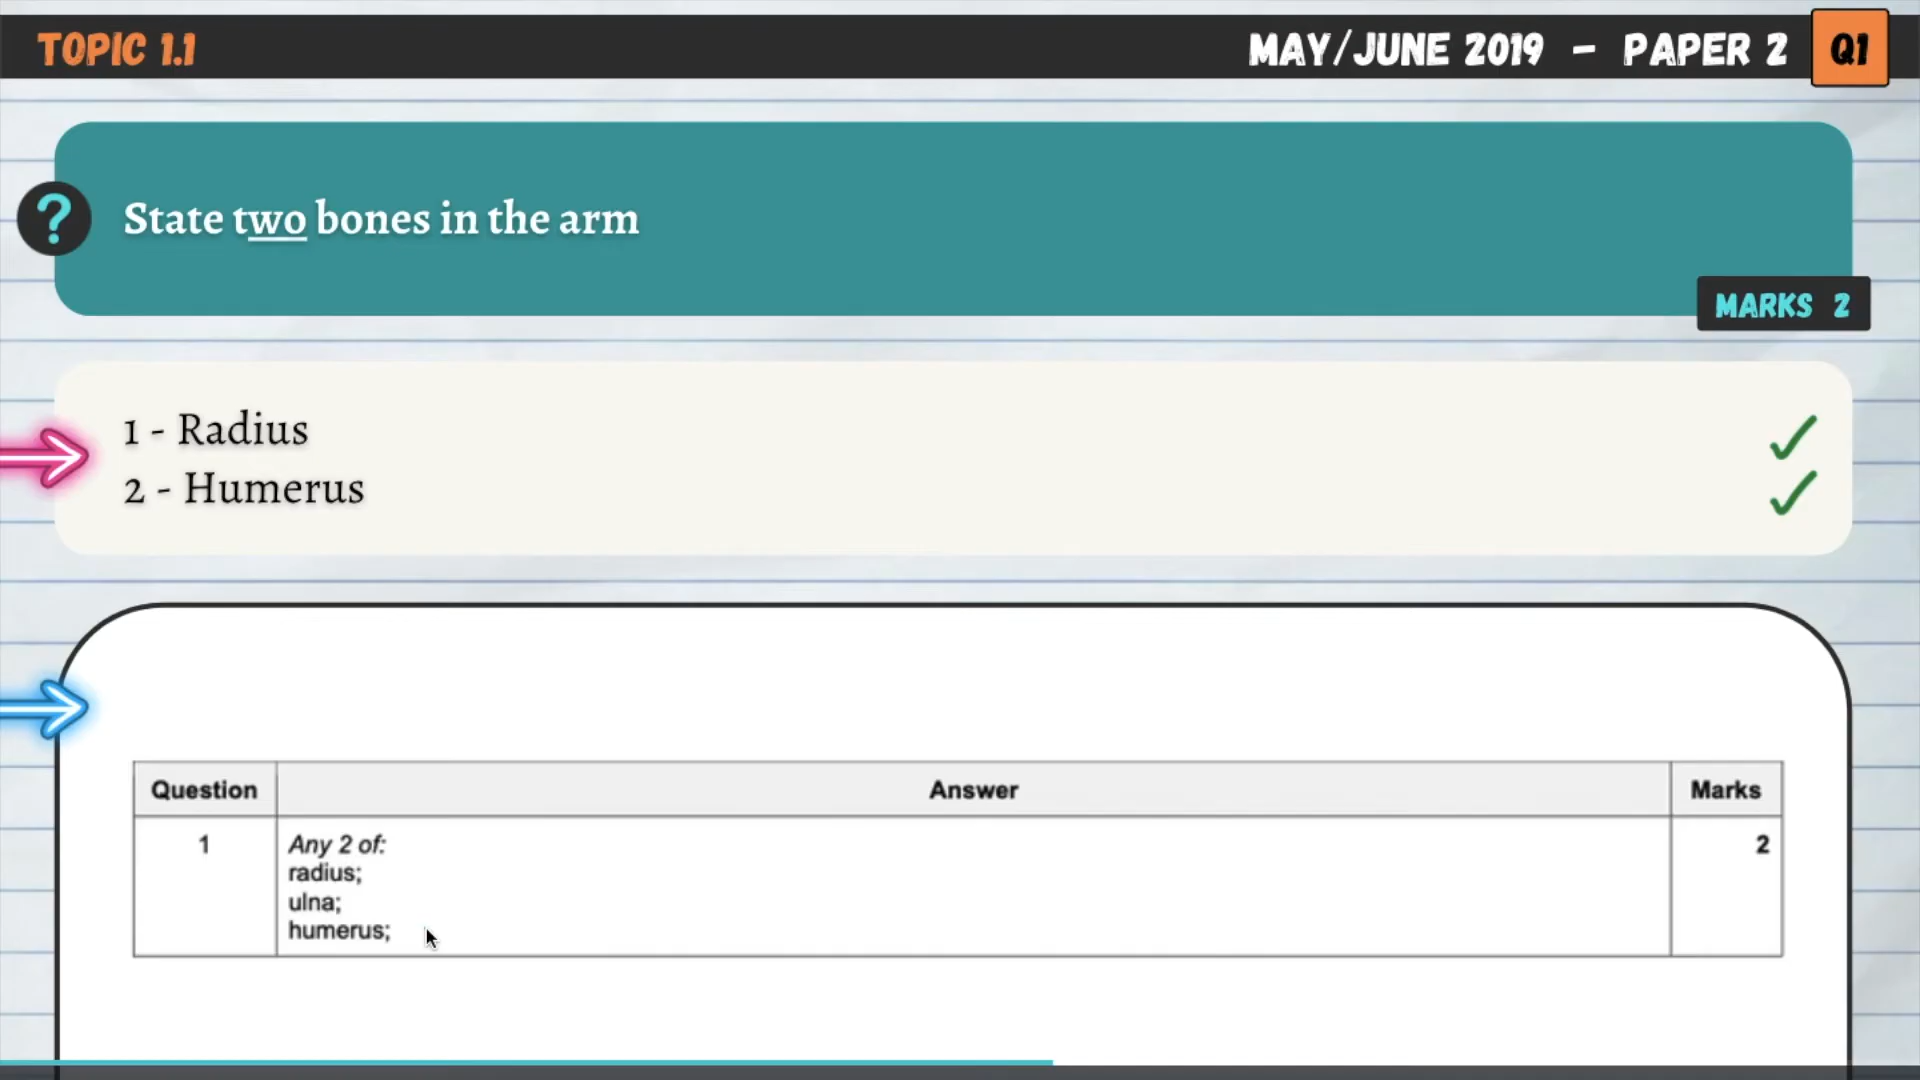 TOPIC 1.1
MAY/JUNE 2019 - PAPER 2
Q1
?
State two bones in the arm
MARKS 2
1 - Radius
2 - Humerus
Question Answer Marks
1 Any 2 of: 2
radius;
ulna;
humerus;